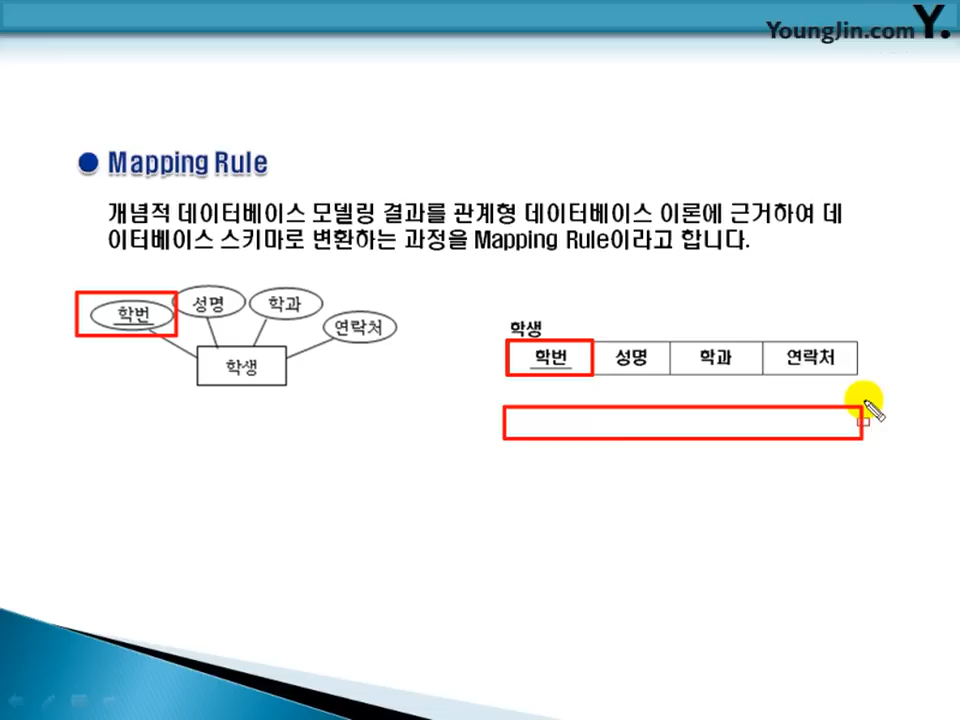 YoungJin.com Y.
Mapping Rule
개념적 데이터베이스 모델링 결과를 관계형 데이터베이스 이론에 근거하여 데
이터베이스 스키마로 변환하는 과정을 Mapping Rule이라고 합니다.
학번
성명
학과
연락처
학생
학생
학번 성명 학과 연락처